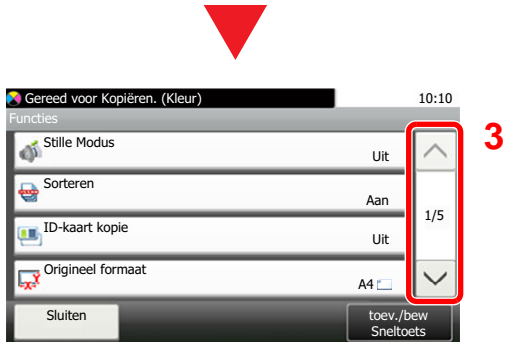 Gereed voor Kopiëren. (Kleur) 10:10
Functies
Stille Modus
Uit
Sorteren
Aan
ID-kaart kopie
Uit
Origineel formaat
A4
1/5
3
Sluiten
toev./bew
Sneltoets